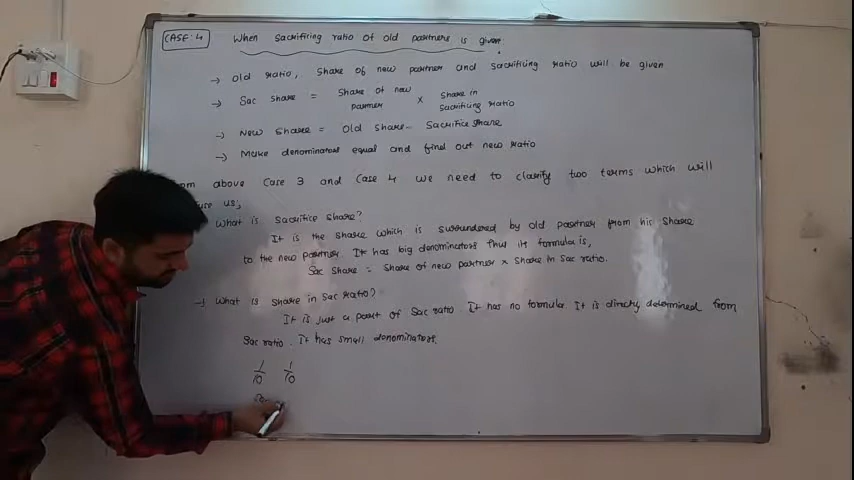 CASE: 4 When sacrificing ratio of old partners is given.
→ Old ratio, share of new partner and sacrificing ratio will be given
→ Sac share = Share of new partner × Share in sacrificing ratio
→ New share = Old share - Sacrifice share
→ Make denominators equal and find out new ratio
om above Case 3 and Case 4 we need to clarify two terms which will
use us,
What is sacrifice share?
It is the share which is surrendered by old partner from his share
to the new partner. It has big denominators thus its formula is,
Sac share = Share of new partner × share in sac ratio.
→ What is share in sac ratio?
It is just a part of sac ratio. It has no formula. It is directly determined from
sac ratio. It has small denominators.
1/10 1/10